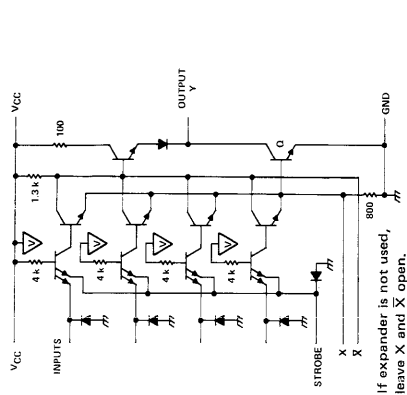 VCC
VCC
V
1.3 k
100
4 k
INPUTS
V
4 k
V
4 k
OUTPUT
Y
V
4 k
Q
STROBE
X
X̅
800
GND
If expander is not used,
leave X and X̅ open.